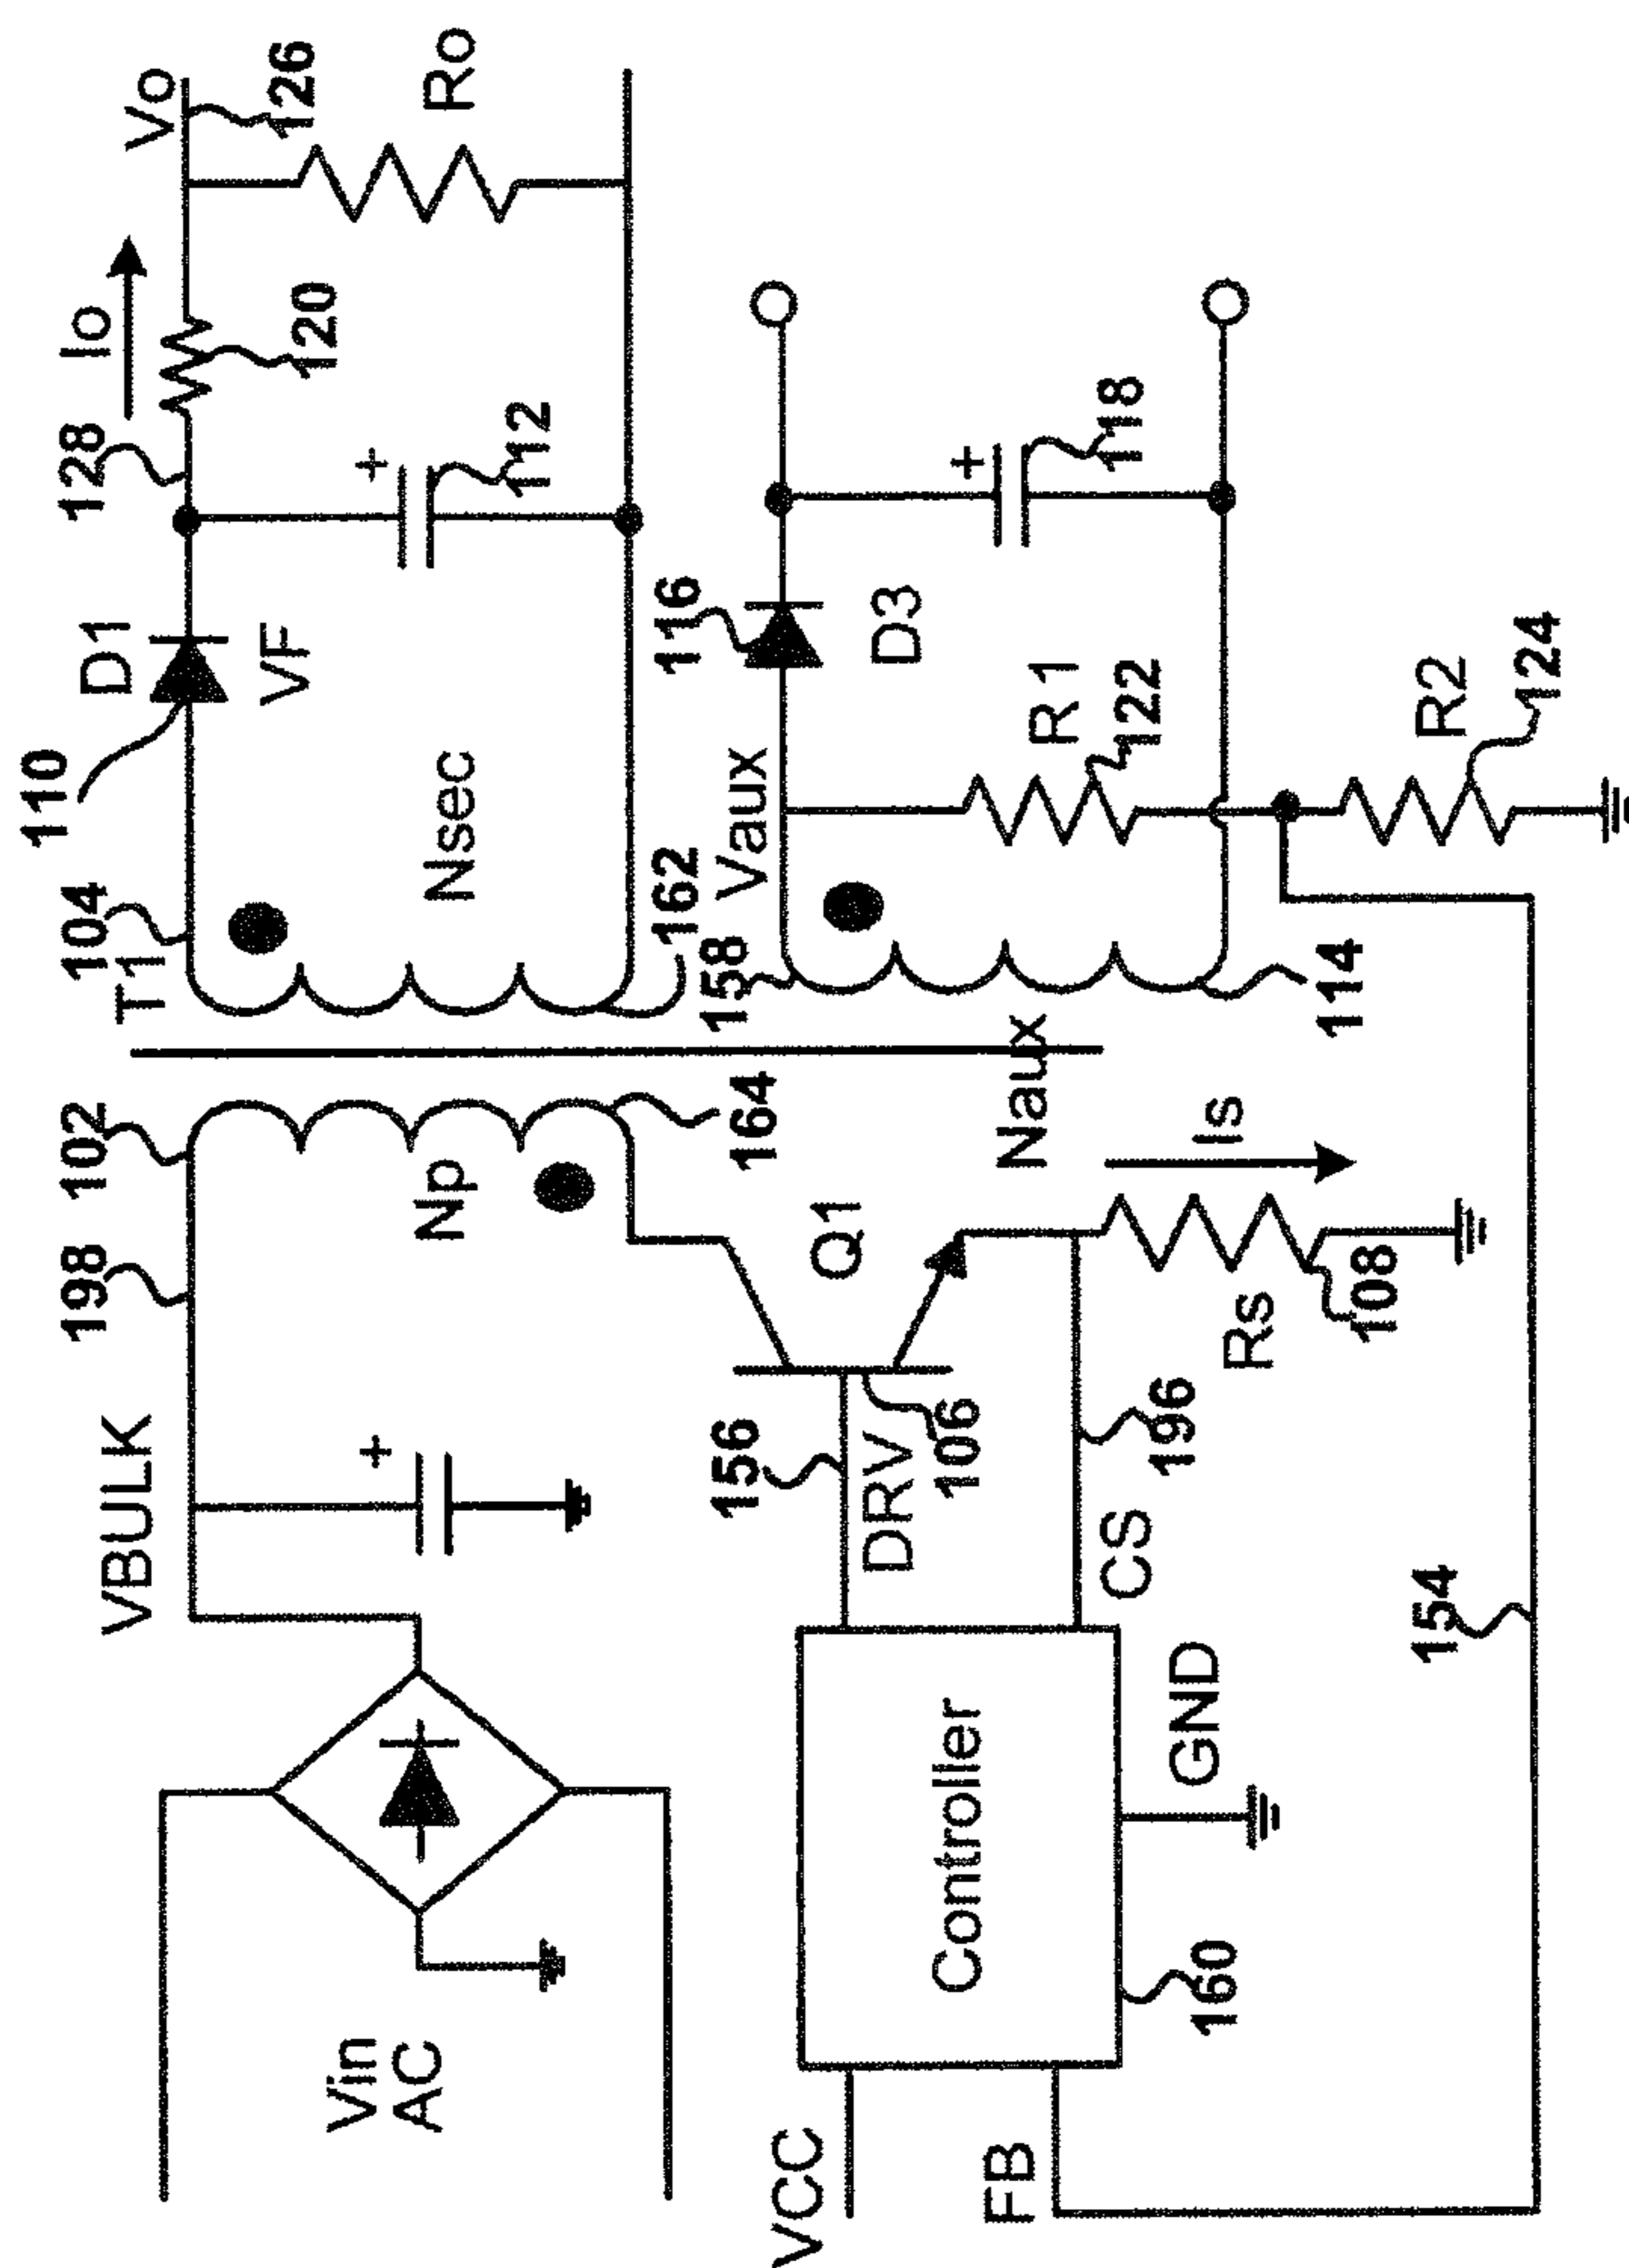 Vin
AC
VBULK
198
102
Np
164
T1
104
110
D1
VF
Nsec
162
128
Io
120
112
Vo
126
Ro
VCC
FB
Controller
160
GND
156
DRV
106
CS
196
Q1
Rs
108
Is
Naux
158
Vaux
114
116
D3
118
R1
122
R2
124
154